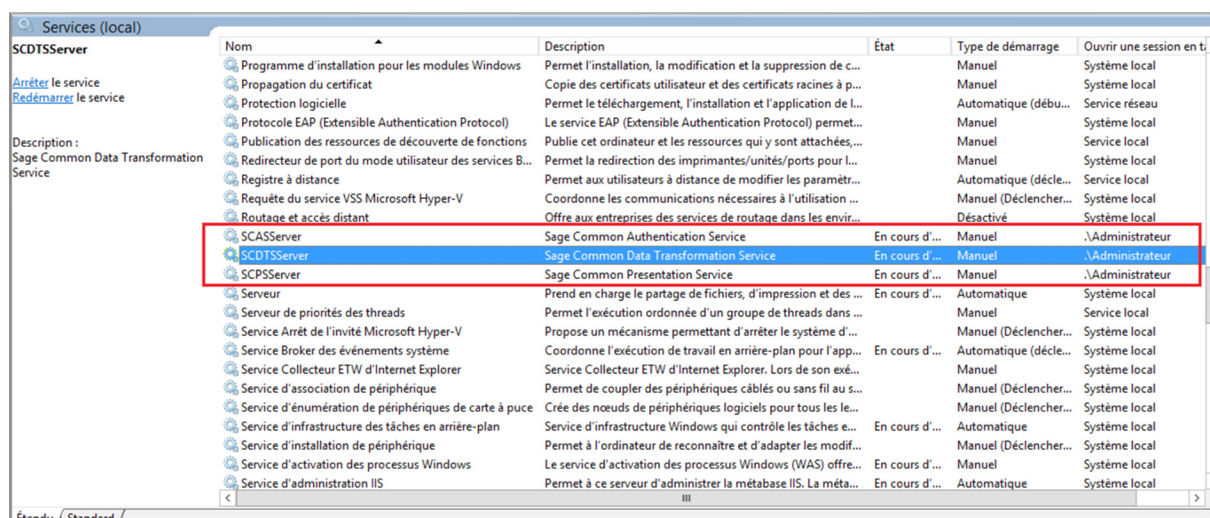 Services (local)
SCDTSServer
Arrêter le service
Redémarrer le service
Description :
Sage Common Data Transformation
Service
Nom Description État Type de démarrage Ouvrir une session en ta
Programme d'installation pour les modules Windows Permet l'installation, la modification et la suppression de c... Manuel Système local
Propagation du certificat Copie des certificats utilisateur et des certificats racines à p... Manuel Système local
Protection logicielle Permet le téléchargement, l'installation et l'application de l... Automatique (débu... Service réseau
Protocole EAP (Extensible Authentication Protocol) Le service EAP (Extensible Authentication Protocol) permet... Manuel Système local
Publication des ressources de découverte de fonctions Publie cet ordinateur et les ressources qui y sont attachées,... Manuel Service local
Redirecteur de port du mode utilisateur des services B... Permet la redirection des imprimantes/unités/ports pour l... Manuel Système local
Registre à distance Permet aux utilisateurs à distance de modifier les paramètr... Automatique (décle... Service local
Requête du service VSS Microsoft Hyper-V Coordonne les communications nécessaires à l'utilisation ... Manuel (Déclencher... Système local
Routage et accès distant Offre aux entreprises des services de routage dans les envir... Désactivé Système local
SCASServer Sage Common Authentication Service En cours d'... Manuel .\Administrateur
SCDTSServer Sage Common Data Transformation Service En cours d'... Manuel .\Administrateur
SCPSServer Sage Common Presentation Service En cours d'... Manuel .\Administrateur
Serveur Prend en charge le partage de fichiers, d'impression et des ... En cours d'... Automatique Système local
Serveur de priorités des threads Permet l'exécution ordonnée d'un groupe de threads dans ... Manuel Service local
Service Arrêt de l'invité Microsoft Hyper-V Propose un mécanisme permettant d'arrêter le système d'... Manuel (Déclencher... Système local
Service Broker des événements système Coordonne l'exécution de travail en arrière-plan pour l'app... En cours d'... Automatique (décle... Système local
Service Collecteur ETW d'Internet Explorer Service Collecteur ETW d'Internet Explorer. Lors de son exé... Manuel Système local
Service d'association de périphérique Permet de coupler des périphériques câblés ou sans fil au s... Manuel (Déclencher... Système local
Service d'énumération de périphériques de carte à puce Crée des nœuds de périphériques logiciels pour tous les le... Manuel (Déclencher... Système local
Service d'infrastructure des tâches en arrière-plan Service d'infrastructure Windows qui contrôle les tâches e... En cours d'... Automatique Système local
Service d'installation de périphérique Permet à l'ordinateur de reconnaître et d'adapter les modif... Manuel (Déclencher... Système local
Service d'activation des processus Windows Le service d'activation des processus Windows (WAS) offre... En cours d'... Manuel Système local
Service d'administration IIS Permet à ce serveur d'administrer la métabase IIS. La méta... En cours d'... Automatique Système local
Étendu Standard